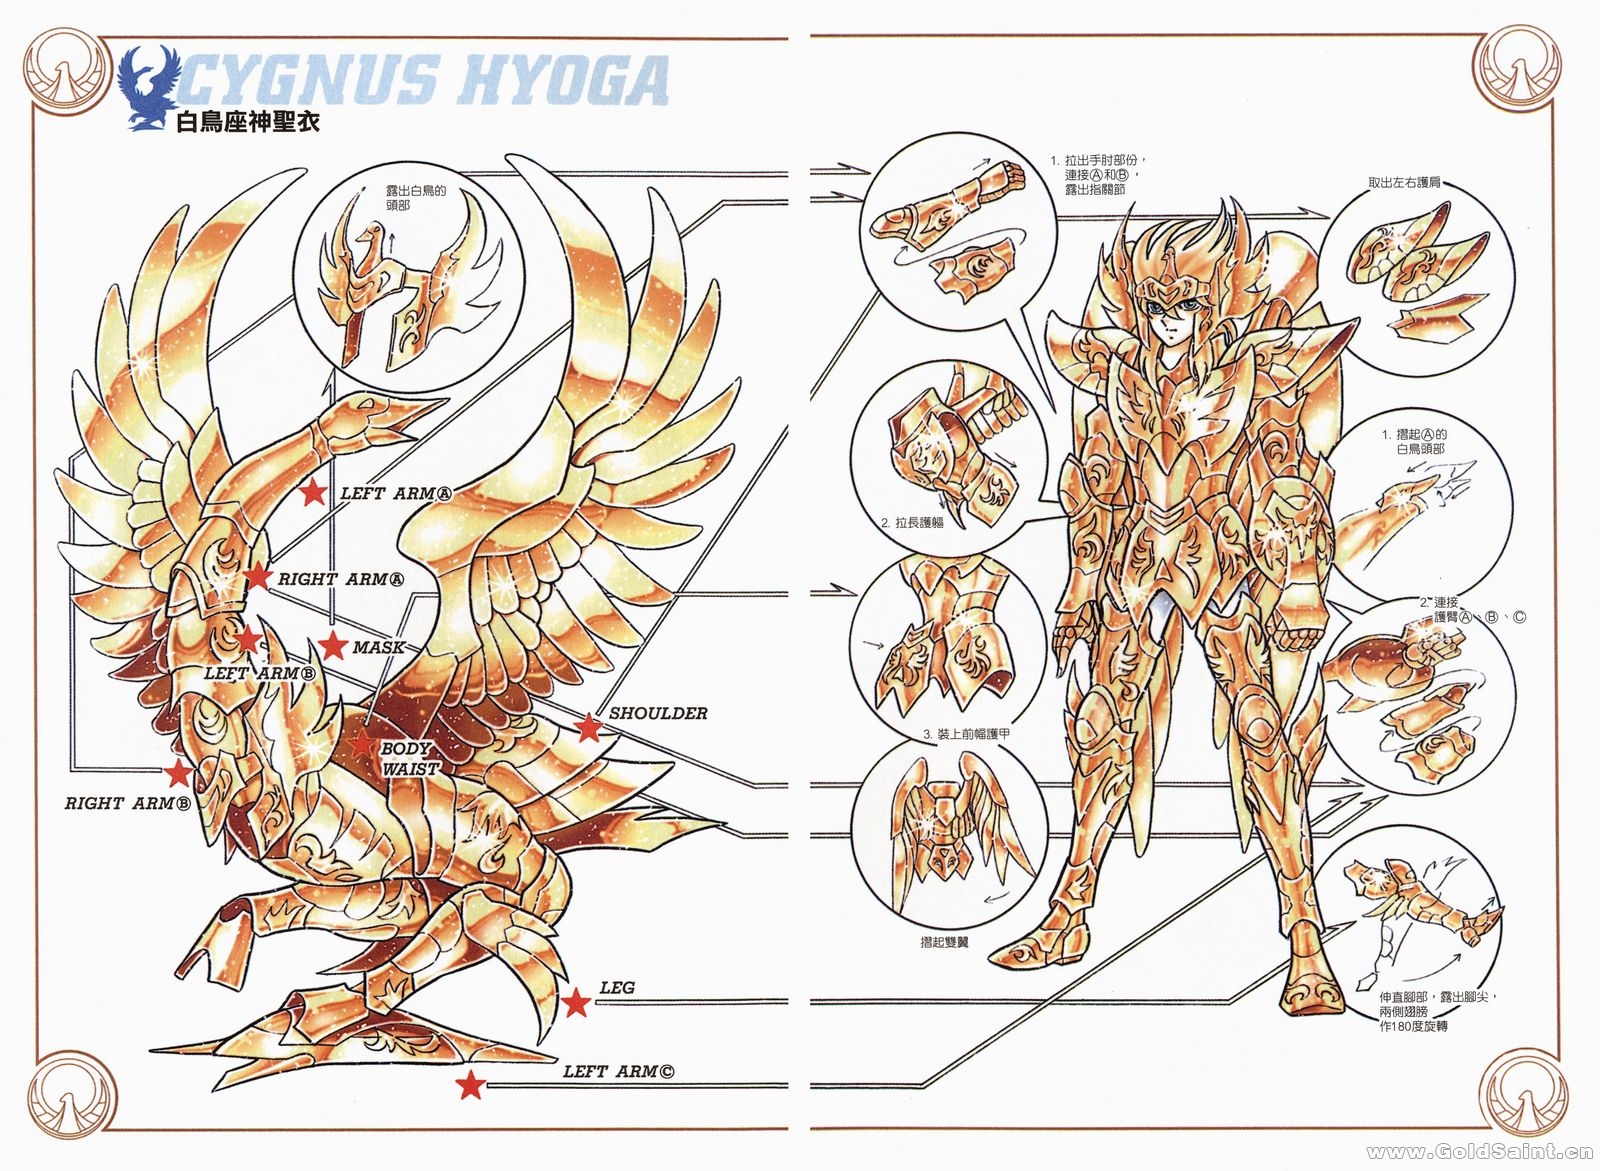 CYGNUS HYOGA
白鳥座神聖衣
露出白鳥的
頭部
LEFT ARMⒶ
RIGHT ARMⒶ
MASK
LEFT ARMⒷ
SHOULDER
BODY
WAIST
RIGHT ARMⒷ
LEG
LEFT ARMⒸ
1. 拉出手肘部份，
連接Ⓐ和Ⓑ，
露出指關節
2. 拉長護軀
3. 裝上前幅護甲
摺起雙翼
取出左右護肩
1. 摺起Ⓐ的
白鳥頭部
2. 連接
護臂Ⓐ、Ⓑ、Ⓒ
伸直腳部，露出腳尖，
兩側翅膀
作180度旋轉
www.GoldSaint.cn